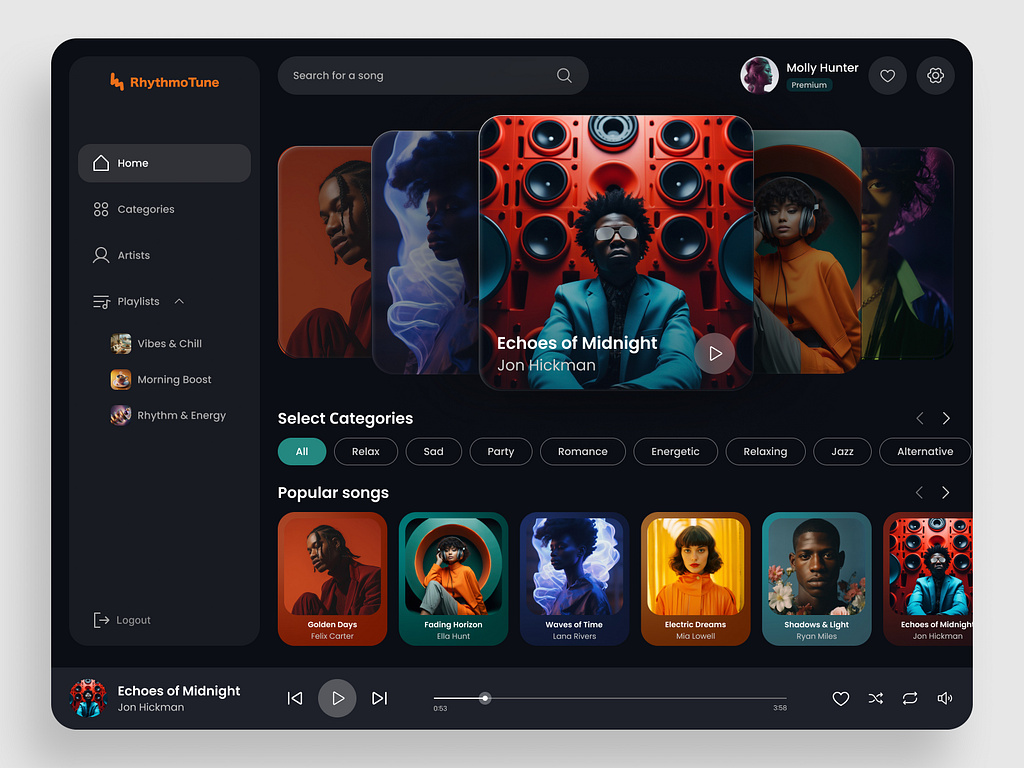 RhythmoTune
Search for a song
Molly Hunter
Premium
Home
Categories
Artists
Playlists
Vibes & Chill
Morning Boost
Rhythm & Energy
Logout
Echoes of Midnight
Jon Hickman
Select Categories
All
Relax
Sad
Party
Romance
Energetic
Relaxing
Jazz
Alternative
Popular songs
Golden Days
Felix Carter
Fading Horizon
Ella Hunt
Waves of Time
Lana Rivers
Electric Dreams
Mia Lowell
Shadows & Light
Ryan Miles
Echoes of Midnight
Jon Hickman
Echoes of Midnight
Jon Hickman
0:53
3:58